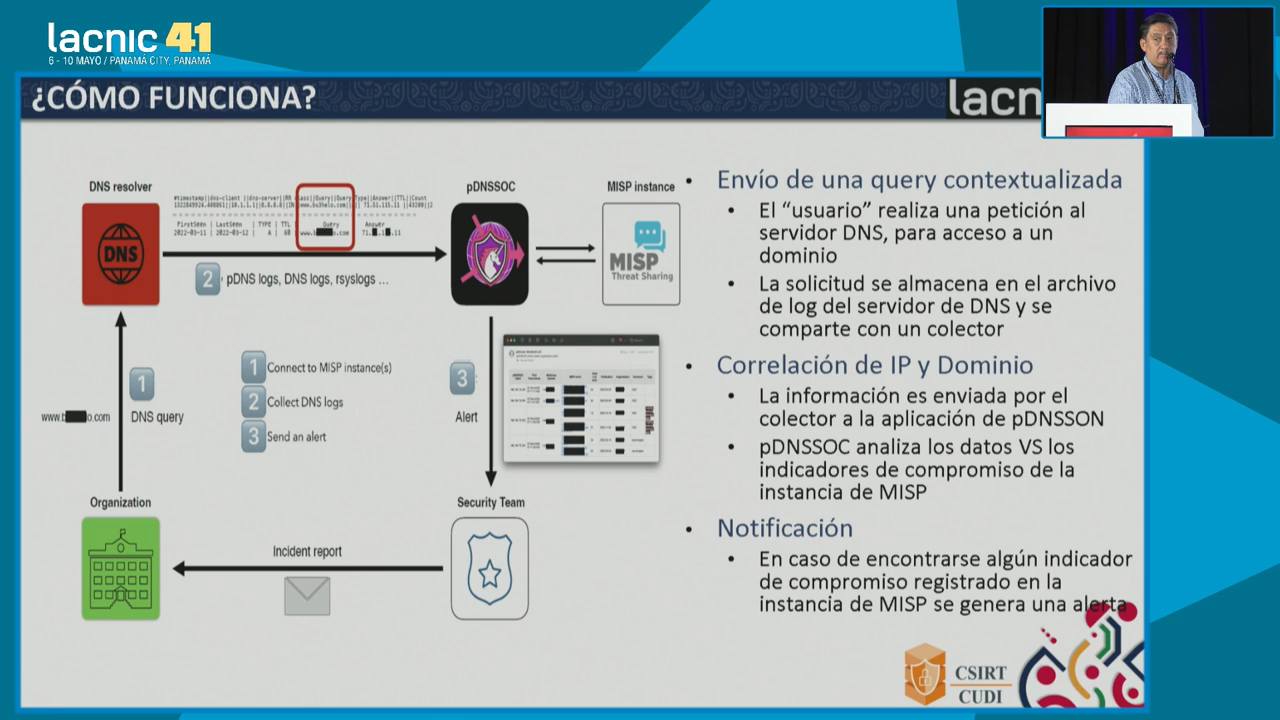 lacnic 41
6 - 10 MAYO / PANAMÁ CITY, PANAMÁ
¿CÓMO FUNCIONA?
lacn
DNS resolver
pDNSSOC
MISP instance
DNS
MISP
Threat Sharing
2 pDNS logs, DNS logs, rsyslogs ...
1
DNS query
1 Connect to MISP instance(s)
2 Collect DNS logs
3 Send an alert
3
Alert
Organization
Security Team
Incident report
• Envío de una query contextualizada
• El “usuario” realiza una petición al
servidor DNS, para acceso a un
dominio
• La solicitud se almacena en el archivo
de log del servidor de DNS y se
comparte con un colector
• Correlación de IP y Dominio
• La información es enviada por el
colector a la aplicación de pDNSSON
• pDNSSOC analiza los datos VS los
indicadores de compromiso de la
instancia de MISP
• Notificación
• En caso de encontrarse algún indicador
de compromiso registrado en la
instancia de MISP se genera una alerta
CSIRT
CUDI